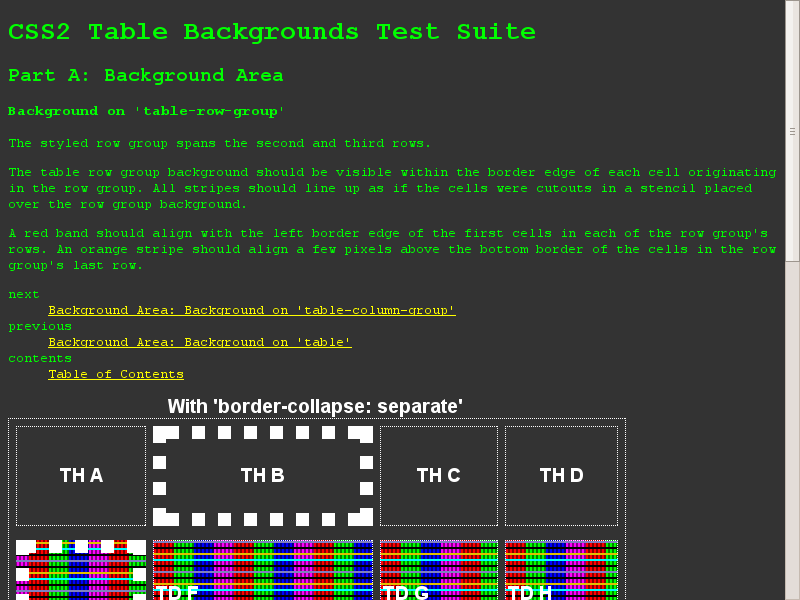 CSS2 Table Backgrounds Test Suite
Part A: Background Area
Background on 'table-row-group'
The styled row group spans the second and third rows.
The table row group background should be visible within the border edge of each cell originating
in the row group. All stripes should line up as if the cells were cutouts in a stencil placed
over the row group background.
A red band should align with the left border edge of the first cells in each of the row group's
rows. An orange stripe should align a few pixels above the bottom border of the cells in the row
group's last row.
next
Background Area: Background on 'table-column-group'
previous
Background Area: Background on 'table'
contents
Table of Contents
With 'border-collapse: separate'
TH A TH B TH C TH D
TD F TD G TD H